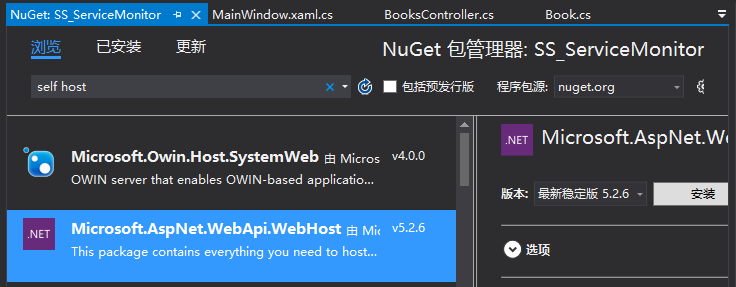 NuGet: SS_ServiceMonitor MainWindow.xaml.cs BooksController.cs Book.cs
浏览 已安装 更新 NuGet 包管理器: SS_ServiceMonitor
self host 包括预发行版 程序包源: nuget.org
Microsoft.Owin.Host.SystemWeb 由 Micros v4.0.0
OWIN server that enables OWIN-based applicatio...
.NET Microsoft.AspNet.We
版本: 最新稳定版 5.2.6 安装
.NET Microsoft.AspNet.WebApi.WebHost 由 Mic v5.2.6
This package contains everything you need to host...
选项